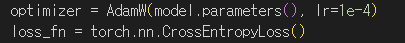 optimizer = AdamW(model.parameters(), lr=1e-4)
loss_fn = torch.nn.CrossEntropyLoss()